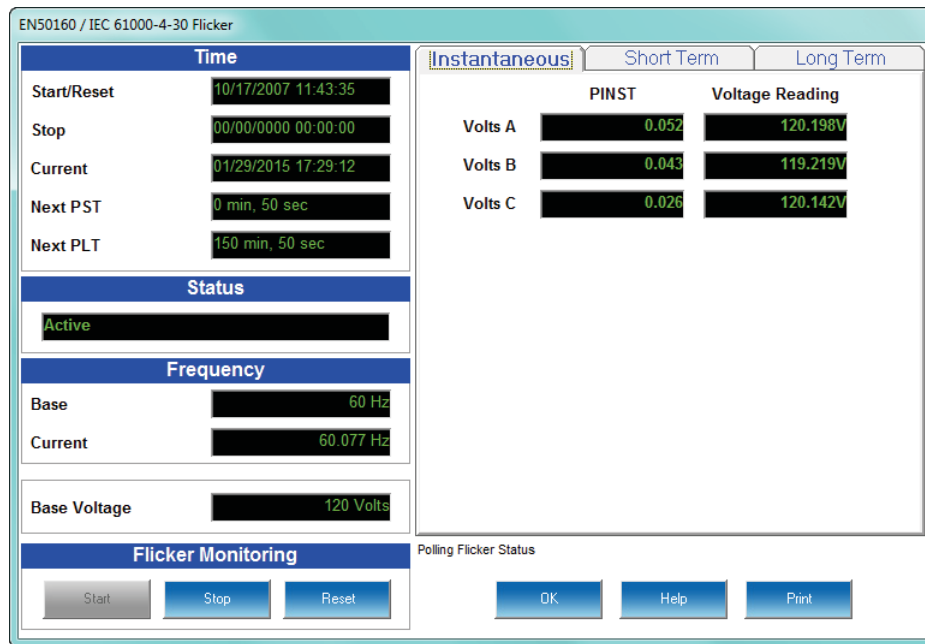 EN50160 / IEC 61000-4-30 Flicker
Time
Start/Reset 10/17/2007 11:43:35
Stop 00/00/0000 00:00:00
Current 01/29/2015 17:29:12
Next PST 0 min, 50 sec
Next PLT 150 min, 50 sec
Status
Active
Frequency
Base 60 Hz
Current 60.077 Hz
Base Voltage 120 Volts
Flicker Monitoring
Start Stop Reset
Instantaneous Short Term Long Term
PINST Voltage Reading
Volts A 0.052 120.198V
Volts B 0.043 119.219V
Volts C 0.026 120.142V
Polling Flicker Status
OK Help Print